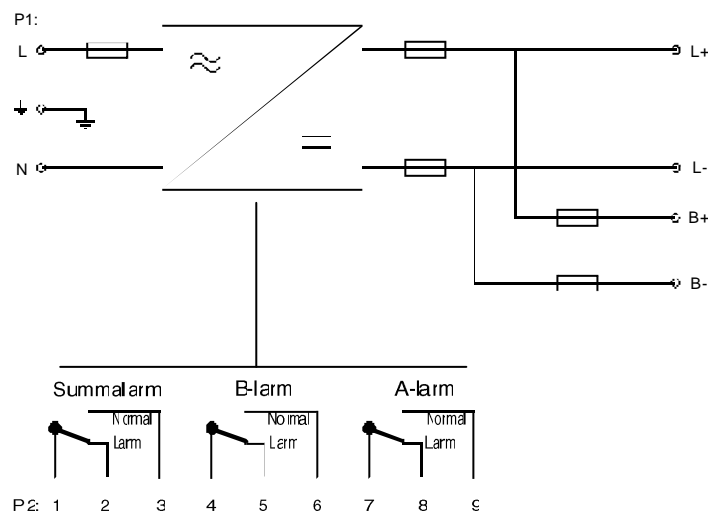 P1:
L L+
N L-
B+
B-
Summalarm B-larm A-larm
Normal Normal Normal
Larm Larm Larm
P2: 1 2 3 4 5 6 7 8 9